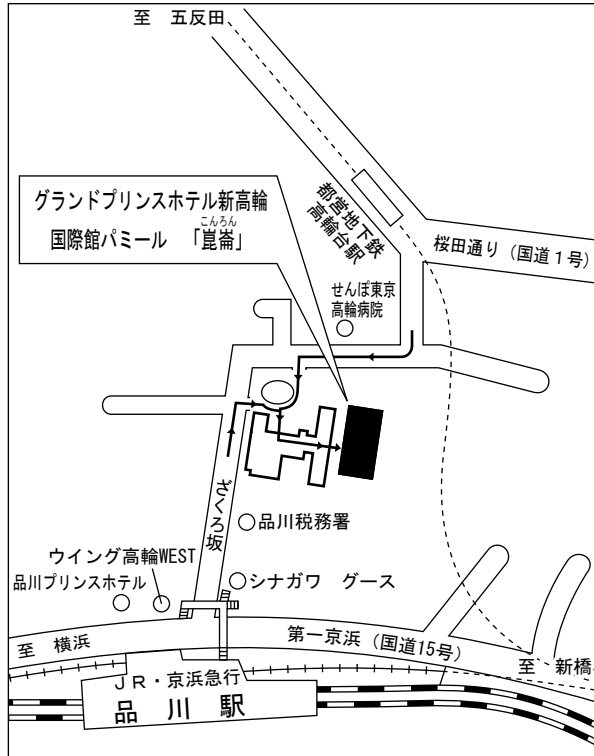 至 五反田
グランドプリンスホテル新高輪
こんろん
国際館パミール 「崑崙」
都営地下鉄
高輪台駅
桜田通り（国道１号）
せんぽ東京
高輪病院
ざくろ坂
品川税務署
ウイング高輪WEST
品川プリンスホテル
シナガワ グース
至 横浜
第一京浜（国道15号）
至 新橋
ＪＲ・京浜急行
品川駅